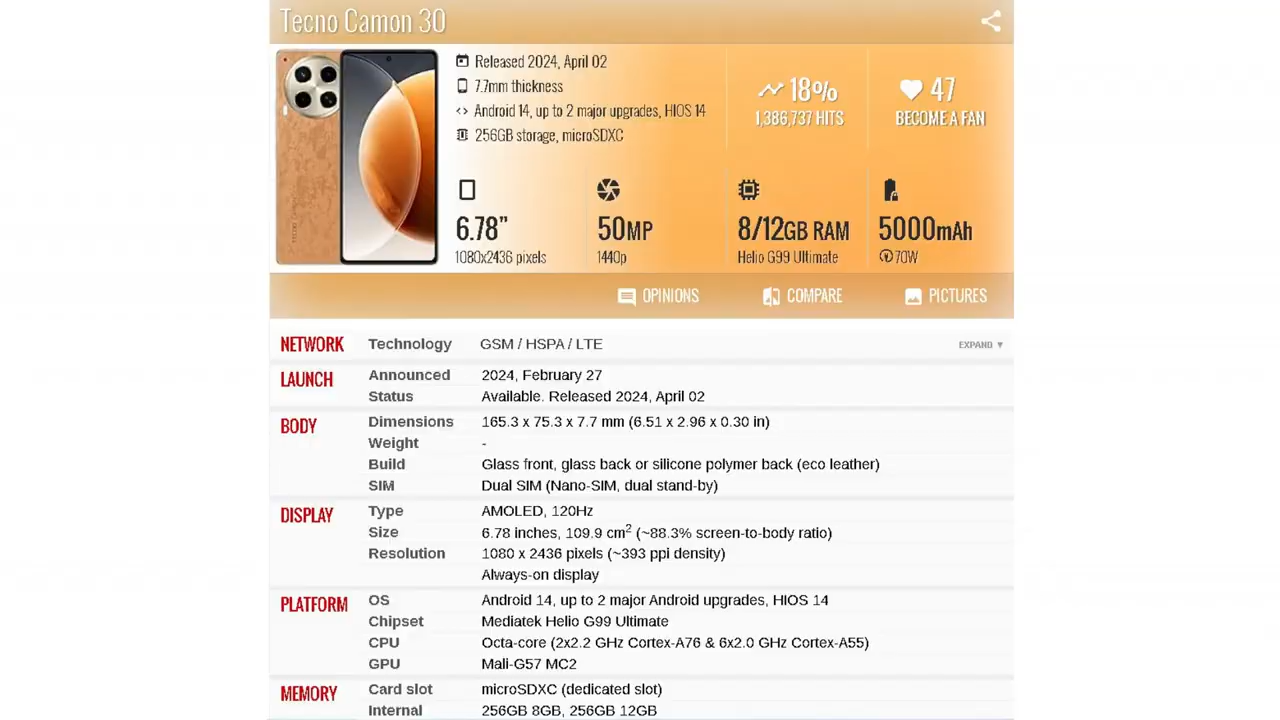 Tecno Camon 30
Released 2024, April 02
7.7mm thickness
Android 14, up to 2 major upgrades, HIOS 14
256GB storage, microSDXC
18%
1,386,737 HITS
47
BECOME A FAN
6.78"
1080x2436 pixels
50MP
1440p
8/12GB RAM
Helio G99 Ultimate
5000mAh
70W
OPINIONS
COMPARE
PICTURES
NETWORK Technology GSM / HSPA / LTE EXPAND ▼
LAUNCH Announced 2024, February 27
Status Available. Released 2024, April 02
BODY Dimensions 165.3 x 75.3 x 7.7 mm (6.51 x 2.96 x 0.30 in)
Weight -
Build Glass front, glass back or silicone polymer back (eco leather)
SIM Dual SIM (Nano-SIM, dual stand-by)
DISPLAY Type AMOLED, 120Hz
Size 6.78 inches, 109.9 cm² (~88.3% screen-to-body ratio)
Resolution 1080 x 2436 pixels (~393 ppi density)
Always-on display
PLATFORM OS Android 14, up to 2 major Android upgrades, HIOS 14
Chipset Mediatek Helio G99 Ultimate
CPU Octa-core (2x2.2 GHz Cortex-A76 & 6x2.0 GHz Cortex-A55)
GPU Mali-G57 MC2
MEMORY Card slot microSDXC (dedicated slot)
Internal 256GB 8GB, 256GB 12GB